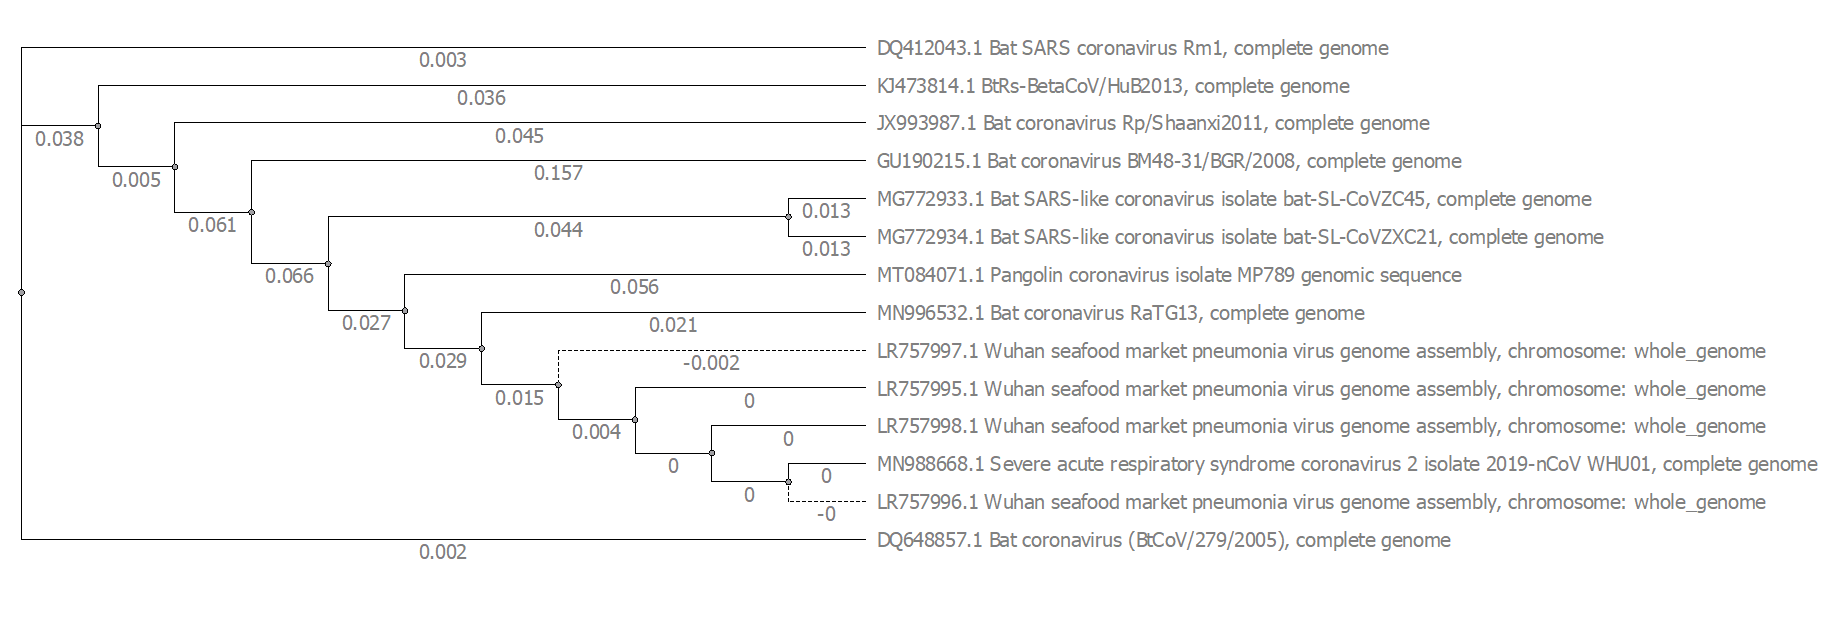 DQ412043.1 Bat SARS coronavirus Rm1, complete genome
0.003
KJ473814.1 BtRs-BetaCoV/HuB2013, complete genome
0.036
JX993987.1 Bat coronavirus Rp/Shaanxi2011, complete genome
0.038
0.045
GU190215.1 Bat coronavirus BM48-31/BGR/2008, complete genome
0.005
0.157
MG772933.1 Bat SARS-like coronavirus isolate bat-SL-CoVZC45, complete genome
0.013
0.061
0.044
MG772934.1 Bat SARS-like coronavirus isolate bat-SL-CoVZXC21, complete genome
0.013
0.066
MT084071.1 Pangolin coronavirus isolate MP789 genomic sequence
0.056
MN996532.1 Bat coronavirus RaTG13, complete genome
0.027
0.021
LR757997.1 Wuhan seafood market pneumonia virus genome assembly, chromosome: whole_genome
0.029
-0.002
LR757995.1 Wuhan seafood market pneumonia virus genome assembly, chromosome: whole_genome
0.015
0
LR757998.1 Wuhan seafood market pneumonia virus genome assembly, chromosome: whole_genome
0.004
0
MN988668.1 Severe acute respiratory syndrome coronavirus 2 isolate 2019-nCoV WHU01, complete genome
0
0
0
LR757996.1 Wuhan seafood market pneumonia virus genome assembly, chromosome: whole_genome
-0
DQ648857.1 Bat coronavirus (BtCoV/279/2005), complete genome
0.002